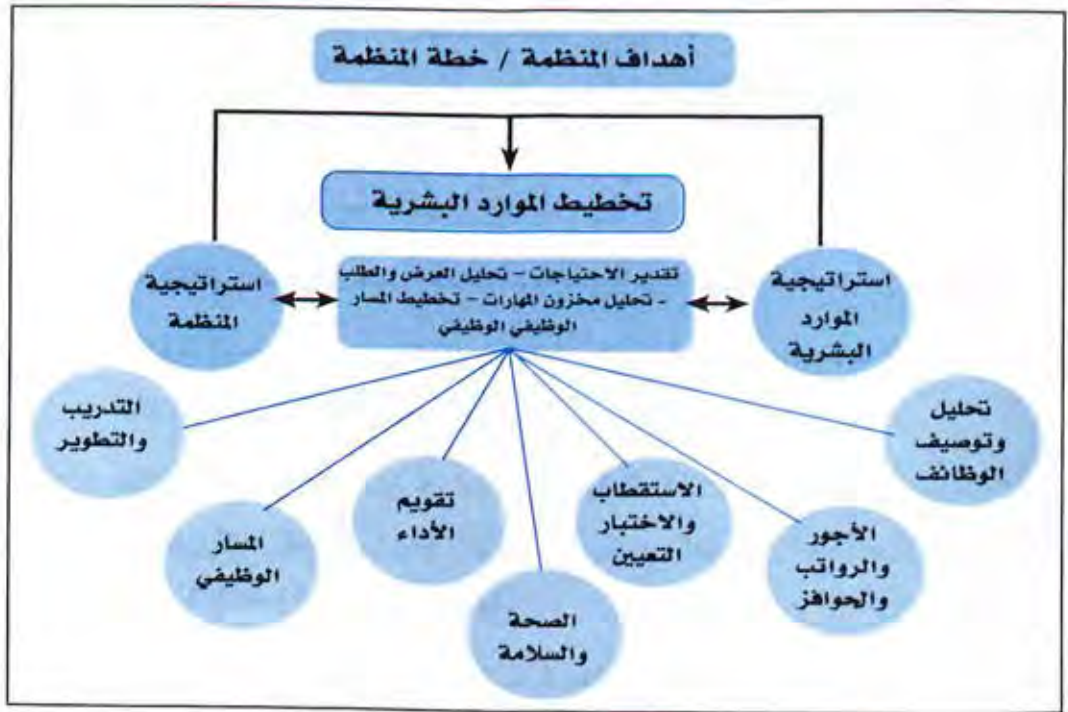 أهداف المنظمة / خطة المنظمة
تخطيط الموارد البشرية
استراتيجية
الموارد
البشرية
تقدير الاحتياجات – تحليل العرض والطلب
- تحليل مخزون المهارات – تخطيط المسار
الوظيفي الوظيفي
استراتيجية
المنظمة
تحليل
وتوصيف
الوظائف
الأجور
والرواتب
والحوافز
الاستقطاب
والاختبار
التعيين
الصحة
والسلامة
تقويم
الأداء
المسار
الوظيفي
التدريب
والتطوير